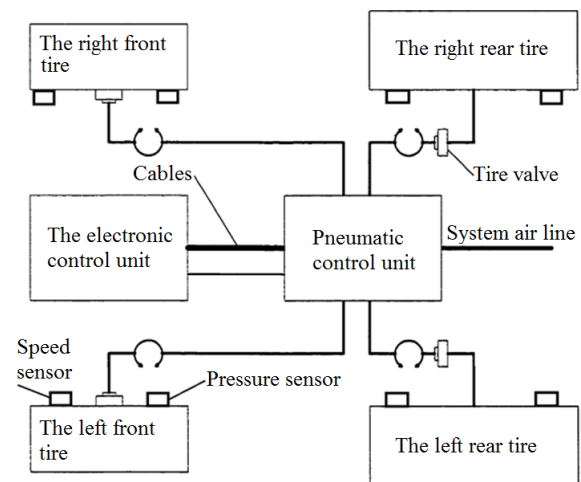 The right front
tire
The right rear tire
Cables
Tire valve
The electronic
control unit
Pneumatic
control unit
System air line
Speed
sensor
Pressure sensor
The left front
tire
The left rear tire